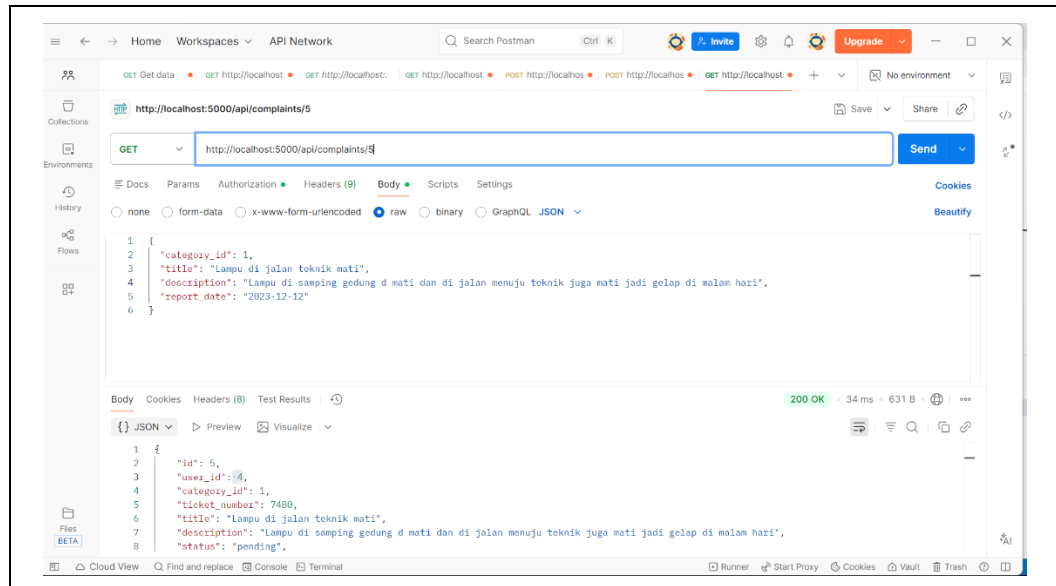 Home Workspaces API Network Search Postman Ctrl K Invite Upgrade
GET Get data GET http://localhost GET http://localhost: GET http://localhost POST http://localhos POST http://localhos GET http://localhost No environment
http://localhost:5000/api/complaints/5 Save Share
Collections
GET http://localhost:5000/api/complaints/5 Send
Environments
Docs Params Authorization Headers (9) Body Scripts Settings Cookies
History
none form-data x-www-form-urlencoded raw binary GraphQL JSON Beautify
Flows
1 {
2 "category_id": 1,
3 "title": "Lampu di jalan teknik mati",
4 "description": "Lampu di samping gedung d mati dan di jalan menuju teknik juga mati jadi gelap di malam hari",
5 "report_date": "2023-12-12"
6 }
Body Cookies Headers (8) Test Results 200 OK 34 ms 631 B
{} JSON Preview Visualize
1 {
2 "id": 5,
3 "user_id": 4,
4 "category_id": 1,
5 "ticket_number": 7480,
6 "title": "Lampu di jalan teknik mati",
7 "description": "Lampu di samping gedung d mati dan di jalan menuju teknik juga mati jadi gelap di malam hari",
8 "status": "pending",
Files
BETA
AI
Cloud View Find and replace Console Terminal Runner Start Proxy Cookies Vault Trash